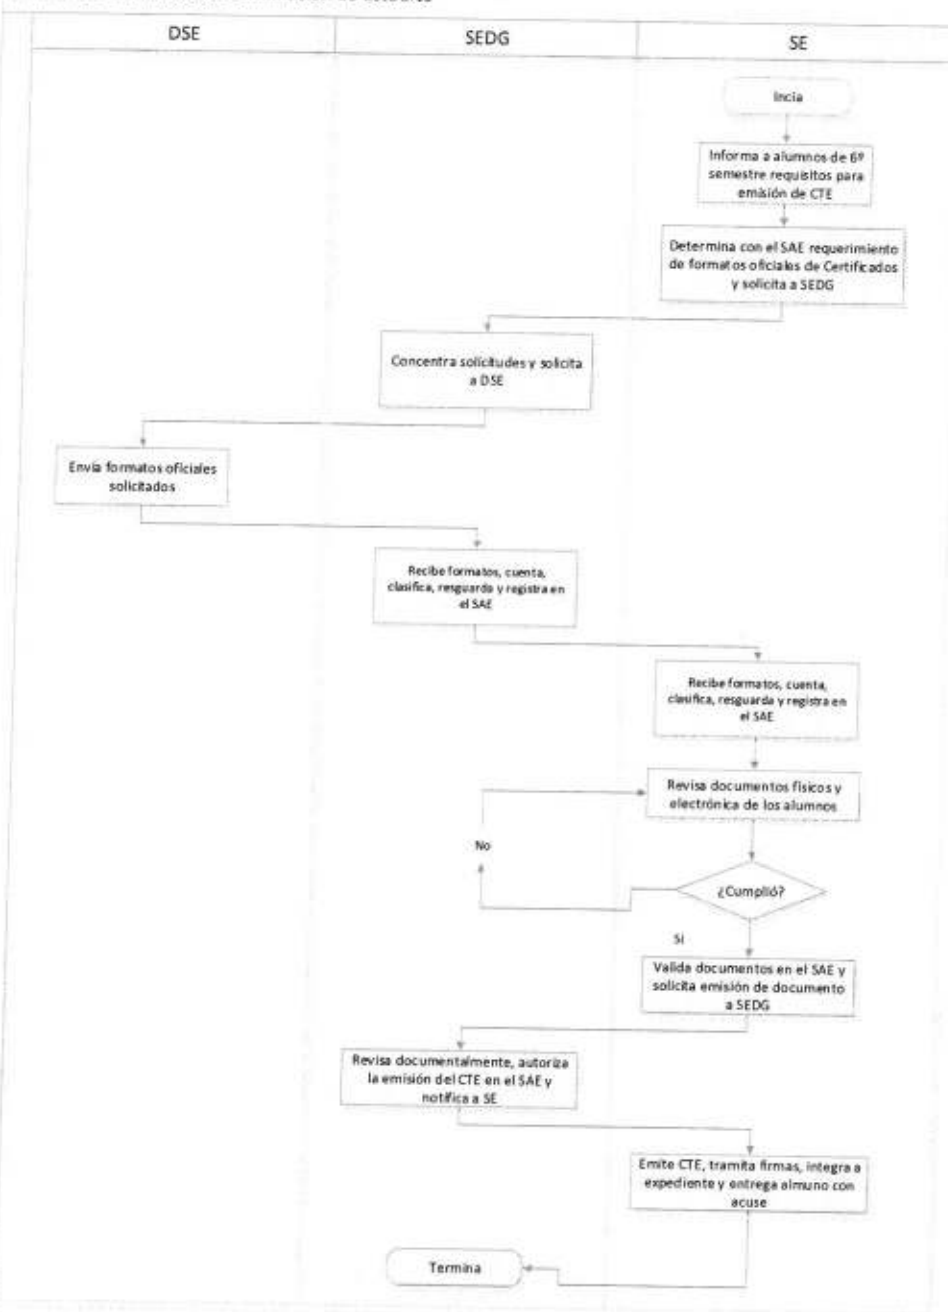 DSE
SEDG
SE
Incia
Informa a alumnos de 6º
semestre requisitos para
emisión de CTE
Determina con el SAE requerimiento
de formatos oficiales de Certificados
y solicita a SEDG
Concentra solicitudes y solicita
a DSE
Envía formatos oficiales
solicitados
Recibe formatos, cuenta,
clasifica, resguarda y registra en
el SAE
Recibe formatos, cuenta,
clasifica, resguarda y registra en
el SAE
Revisa documentos físicos y
electrónica de los alumnos
No
¿Cumplió?
Si
Valida documentos en el SAE y
solicita emisión de documento
a SEDG
Revisa documentalmente, autoriza
la emisión del CTE en el SAE y
notifica a SE
Emite CTE, tramita firmas, integra a
expediente y entrega almuno con
acuse
Termina